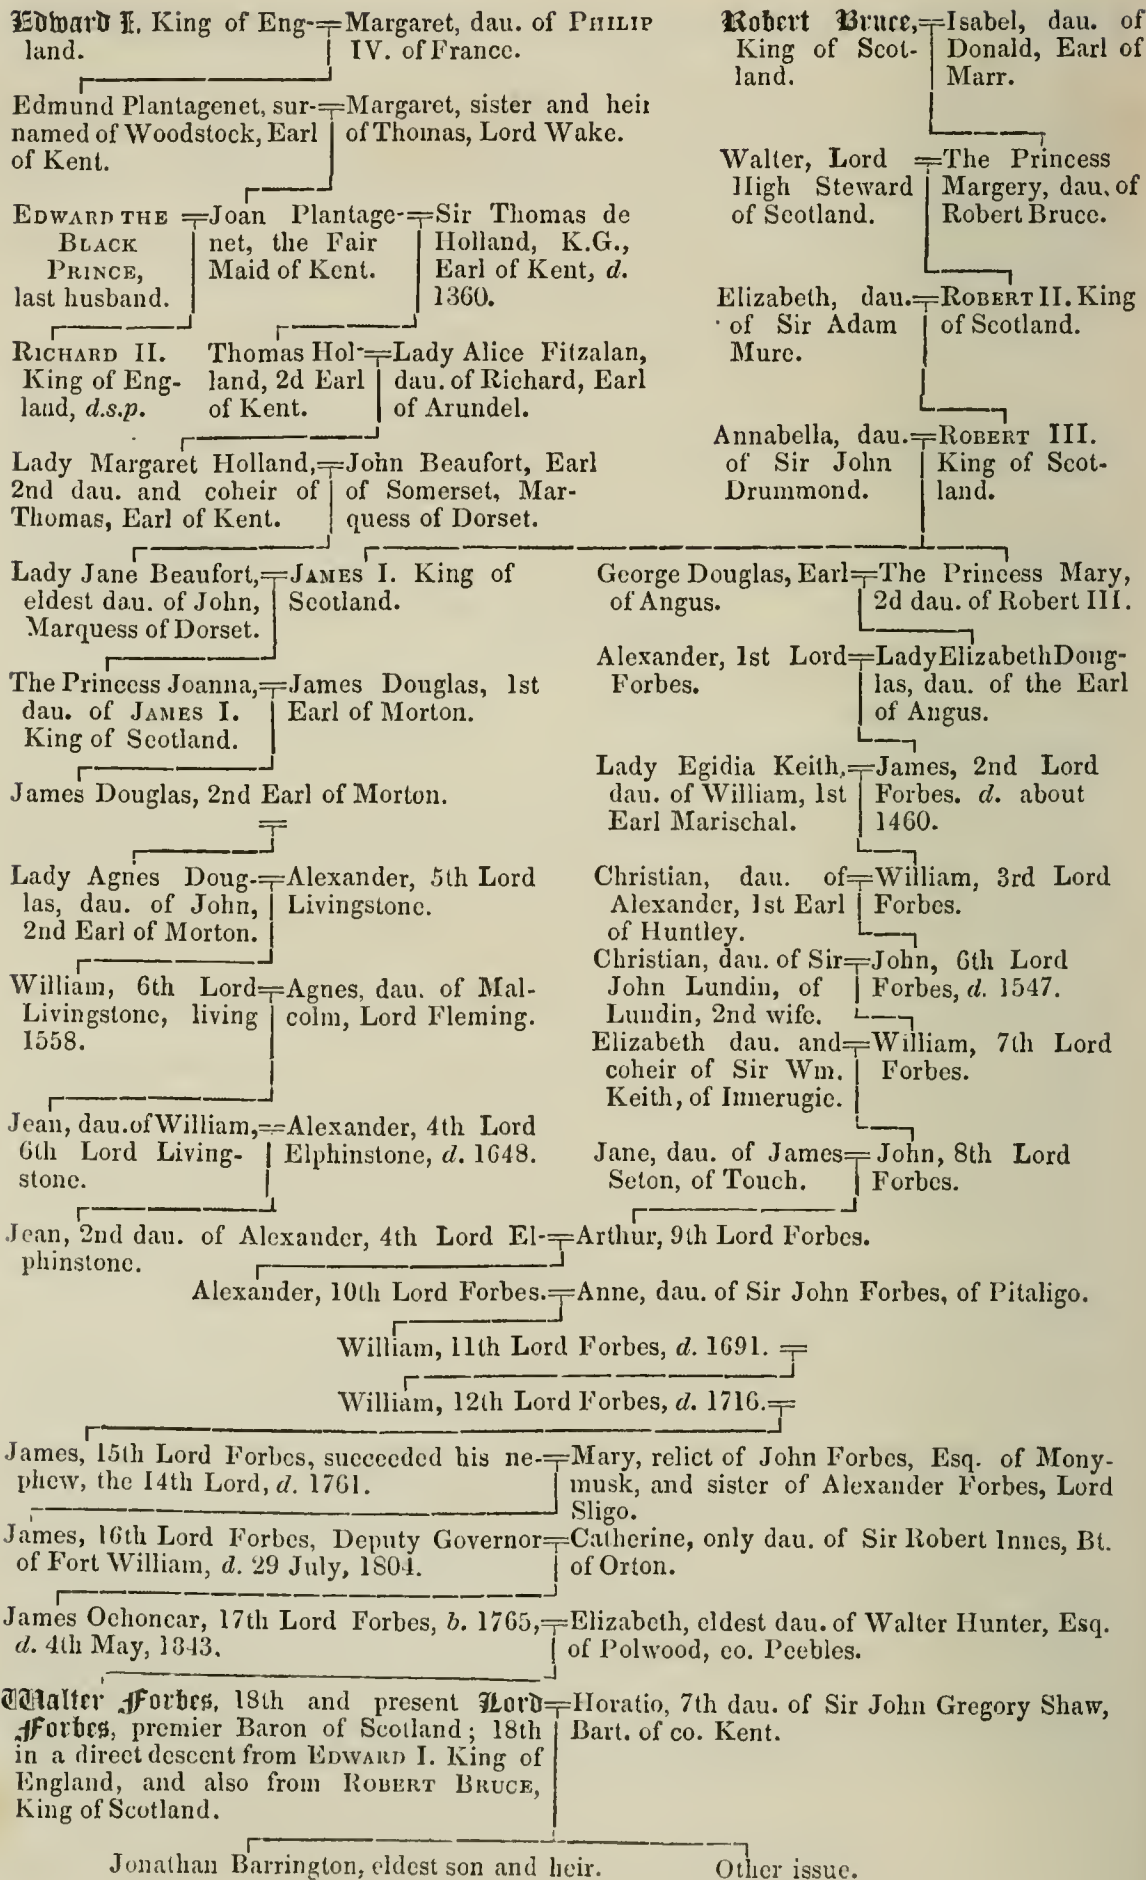 Edward I. King of Eng-
land.
Margaret, dau. of PHILIP
IV. of France.
Edmund Plantagenet, sur-
named of Woodstock, Earl
of Kent.
Margaret, sister and heir
of Thomas, Lord Wake.
EDWARD THE
BLACK
PRINCE,
last husband.
Joan Plantage-
net, the Fair
Maid of Kent.
Sir Thomas de
Holland, K.G.,
Earl of Kent, d.
1360.
RICHARD II.
King of Eng-
land, d.s.p.
Thomas Hol-
land, 2d Earl
of Kent.
Lady Alice Fitzalan,
dau. of Richard, Earl
of Arundel.
Lady Margaret Holland,
2nd dau. and coheir of
Thomas, Earl of Kent.
John Beaufort, Earl
of Somerset, Mar-
quess of Dorset.
Robert Bruce,
King of Scot-
land.
Isabel, dau. of
Donald, Earl of
Marr.
Walter, Lord
High Steward
of Scotland.
The Princess
Margery, dau. of
Robert Bruce.
Elizabeth, dau.
of Sir Adam
Mure.
ROBERT II. King
of Scotland.
Annabella, dau.
of Sir John
Drummond.
ROBERT III.
King of Scot-
land.
Lady Jane Beaufort,
eldest dau. of John,
Marquess of Dorset.
JAMES I. King of
Scotland.
The Princess Joanna,
dau. of JAMES I.
King of Scotland.
James Douglas, 1st
Earl of Morton.
James Douglas, 2nd Earl of Morton.
Lady Agnes Doug-
las, dau. of John,
2nd Earl of Morton.
Alexander, 5th Lord
Livingstone.
William, 6th Lord
Livingstone, living
1558.
Agnes, dau. of Mal-
colm, Lord Fleming.
Jean, dau. of William,
6th Lord Living-
stone.
Alexander, 4th Lord
Elphinstone, d. 1648.
George Douglas, Earl
of Angus.
The Princess Mary,
2d dau. of Robert III.
Alexander, 1st Lord
Forbes.
Lady Elizabeth Doug-
las, dau. of the Earl
of Angus.
Lady Egidia Keith,
dau. of William, 1st
Earl Marischal.
James, 2nd Lord
Forbes. d. about
1460.
Christian, dau. of
Alexander, 1st Earl
of Huntley.
William, 3rd Lord
Forbes.
Christian, dau. of Sir
John Lundin, of
Lundin, 2nd wife.
John, 6th Lord
Forbes, d. 1547.
Elizabeth dau. and
coheir of Sir Wm.
Keith, of Innerugie.
William, 7th Lord
Forbes.
Jane, dau. of James
Seton, of Touch.
John, 8th Lord
Forbes.
Jean, 2nd dau. of Alexander, 4th Lord El-
phinstone.
Arthur, 9th Lord Forbes.
Alexander, 10th Lord Forbes.
Anne, dau. of Sir John Forbes, of Pitaligo.
William, 11th Lord Forbes, d. 1691.
William, 12th Lord Forbes, d. 1716.
James, 15th Lord Forbes, succeeded his ne-
phew, the 14th Lord, d. 1761.
Mary, relict of John Forbes, Esq. of Mony-
musk, and sister of Alexander Forbes, Lord
Sligo.
James, 16th Lord Forbes, Deputy Governor
of Fort William, d. 29 July, 1804.
Catherine, only dau. of Sir Robert Innes, Bt.
of Orton.
James Ochoncar, 17th Lord Forbes, b. 1765,
d. 4th May, 1843.
Elizabeth, eldest dau. of Walter Hunter, Esq.
of Polwood, co. Peebles.
Walter Forbes, 18th and present Lord
Forbes, premier Baron of Scotland; 18th
in a direct descent from EDWARD I. King of
England, and also from ROBERT BRUCE,
King of Scotland.
Horatio, 7th dau. of Sir John Gregory Shaw,
Bart. of co. Kent.
Jonathan Barrington, eldest son and heir.
Other issue.